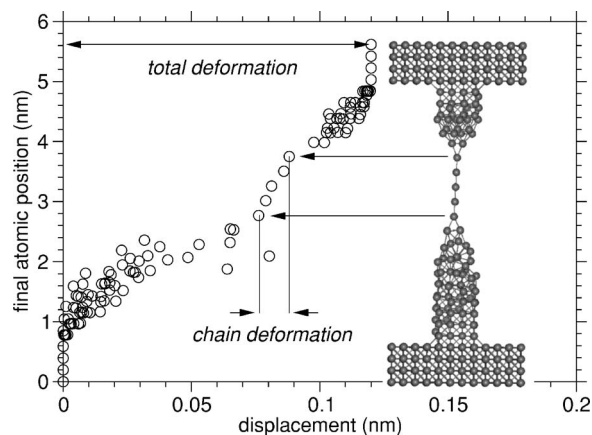 6
5
4
3
2
1
0
final atomic position (nm)
total deformation
chain deformation
0 0.05 0.1 0.15 0.2
displacement (nm)